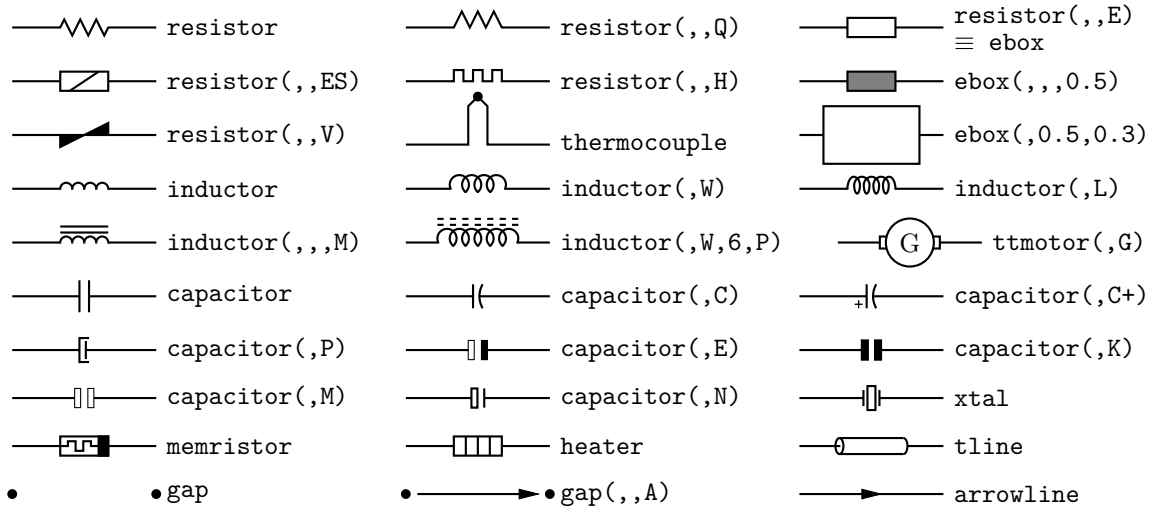 resistor
resistor(,,Q)
resistor(,,E)
≡ ebox
resistor(,,ES)
resistor(,,H)
ebox(,,,0.5)
resistor(,,V)
thermocouple
ebox(,0.5,0.3)
inductor
inductor(,W)
inductor(,L)
inductor(,,,M)
inductor(,W,6,P)
G
ttmotor(,G)
capacitor
capacitor(,C)
+
capacitor(,C+)
capacitor(,P)
capacitor(,E)
capacitor(,K)
capacitor(,M)
capacitor(,N)
xtal
memristor
heater
tline
gap
gap(,,A)
arrowline